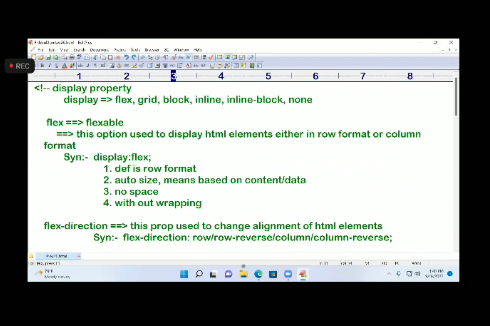 REC
1 2 3 4 5 6 7 8
<!-- display property
display => flex, grid, block, inline, inline-block, none
flex ==> flexable
==> this option used to display html elements either in row format or column
format
Syn:- display:flex;
1. def is row format
2. auto size, means based on content/data
3. no space
4. with out wrapping
flex-direction ==> this prop used to change alignment of html elements
Syn:- flex-direction: row/row-reverse/column/column-reverse;